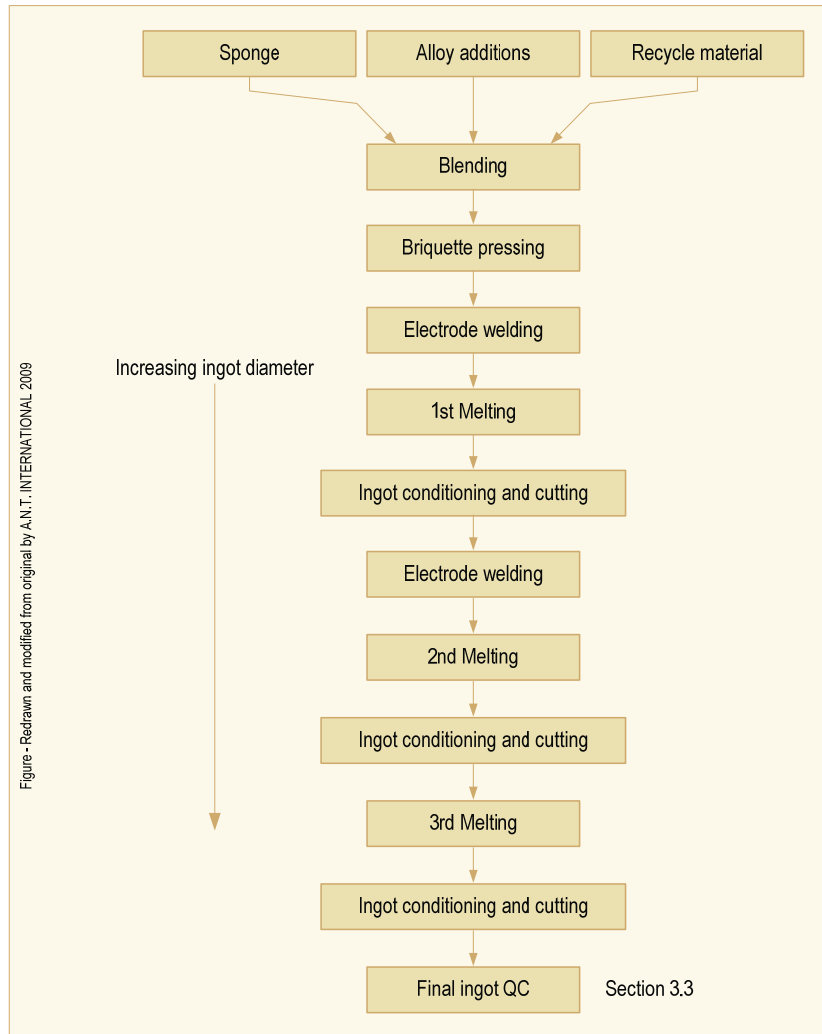 Sponge
Alloy additions
Recycle material
Blending
Briquette pressing
Electrode welding
Increasing ingot diameter
1st Melting
Ingot conditioning and cutting
Electrode welding
2nd Melting
Ingot conditioning and cutting
3rd Melting
Ingot conditioning and cutting
Final ingot QC
Section 3.3
Figure - Redrawn and modified from original by A.N.T. INTERNATIONAL 2009